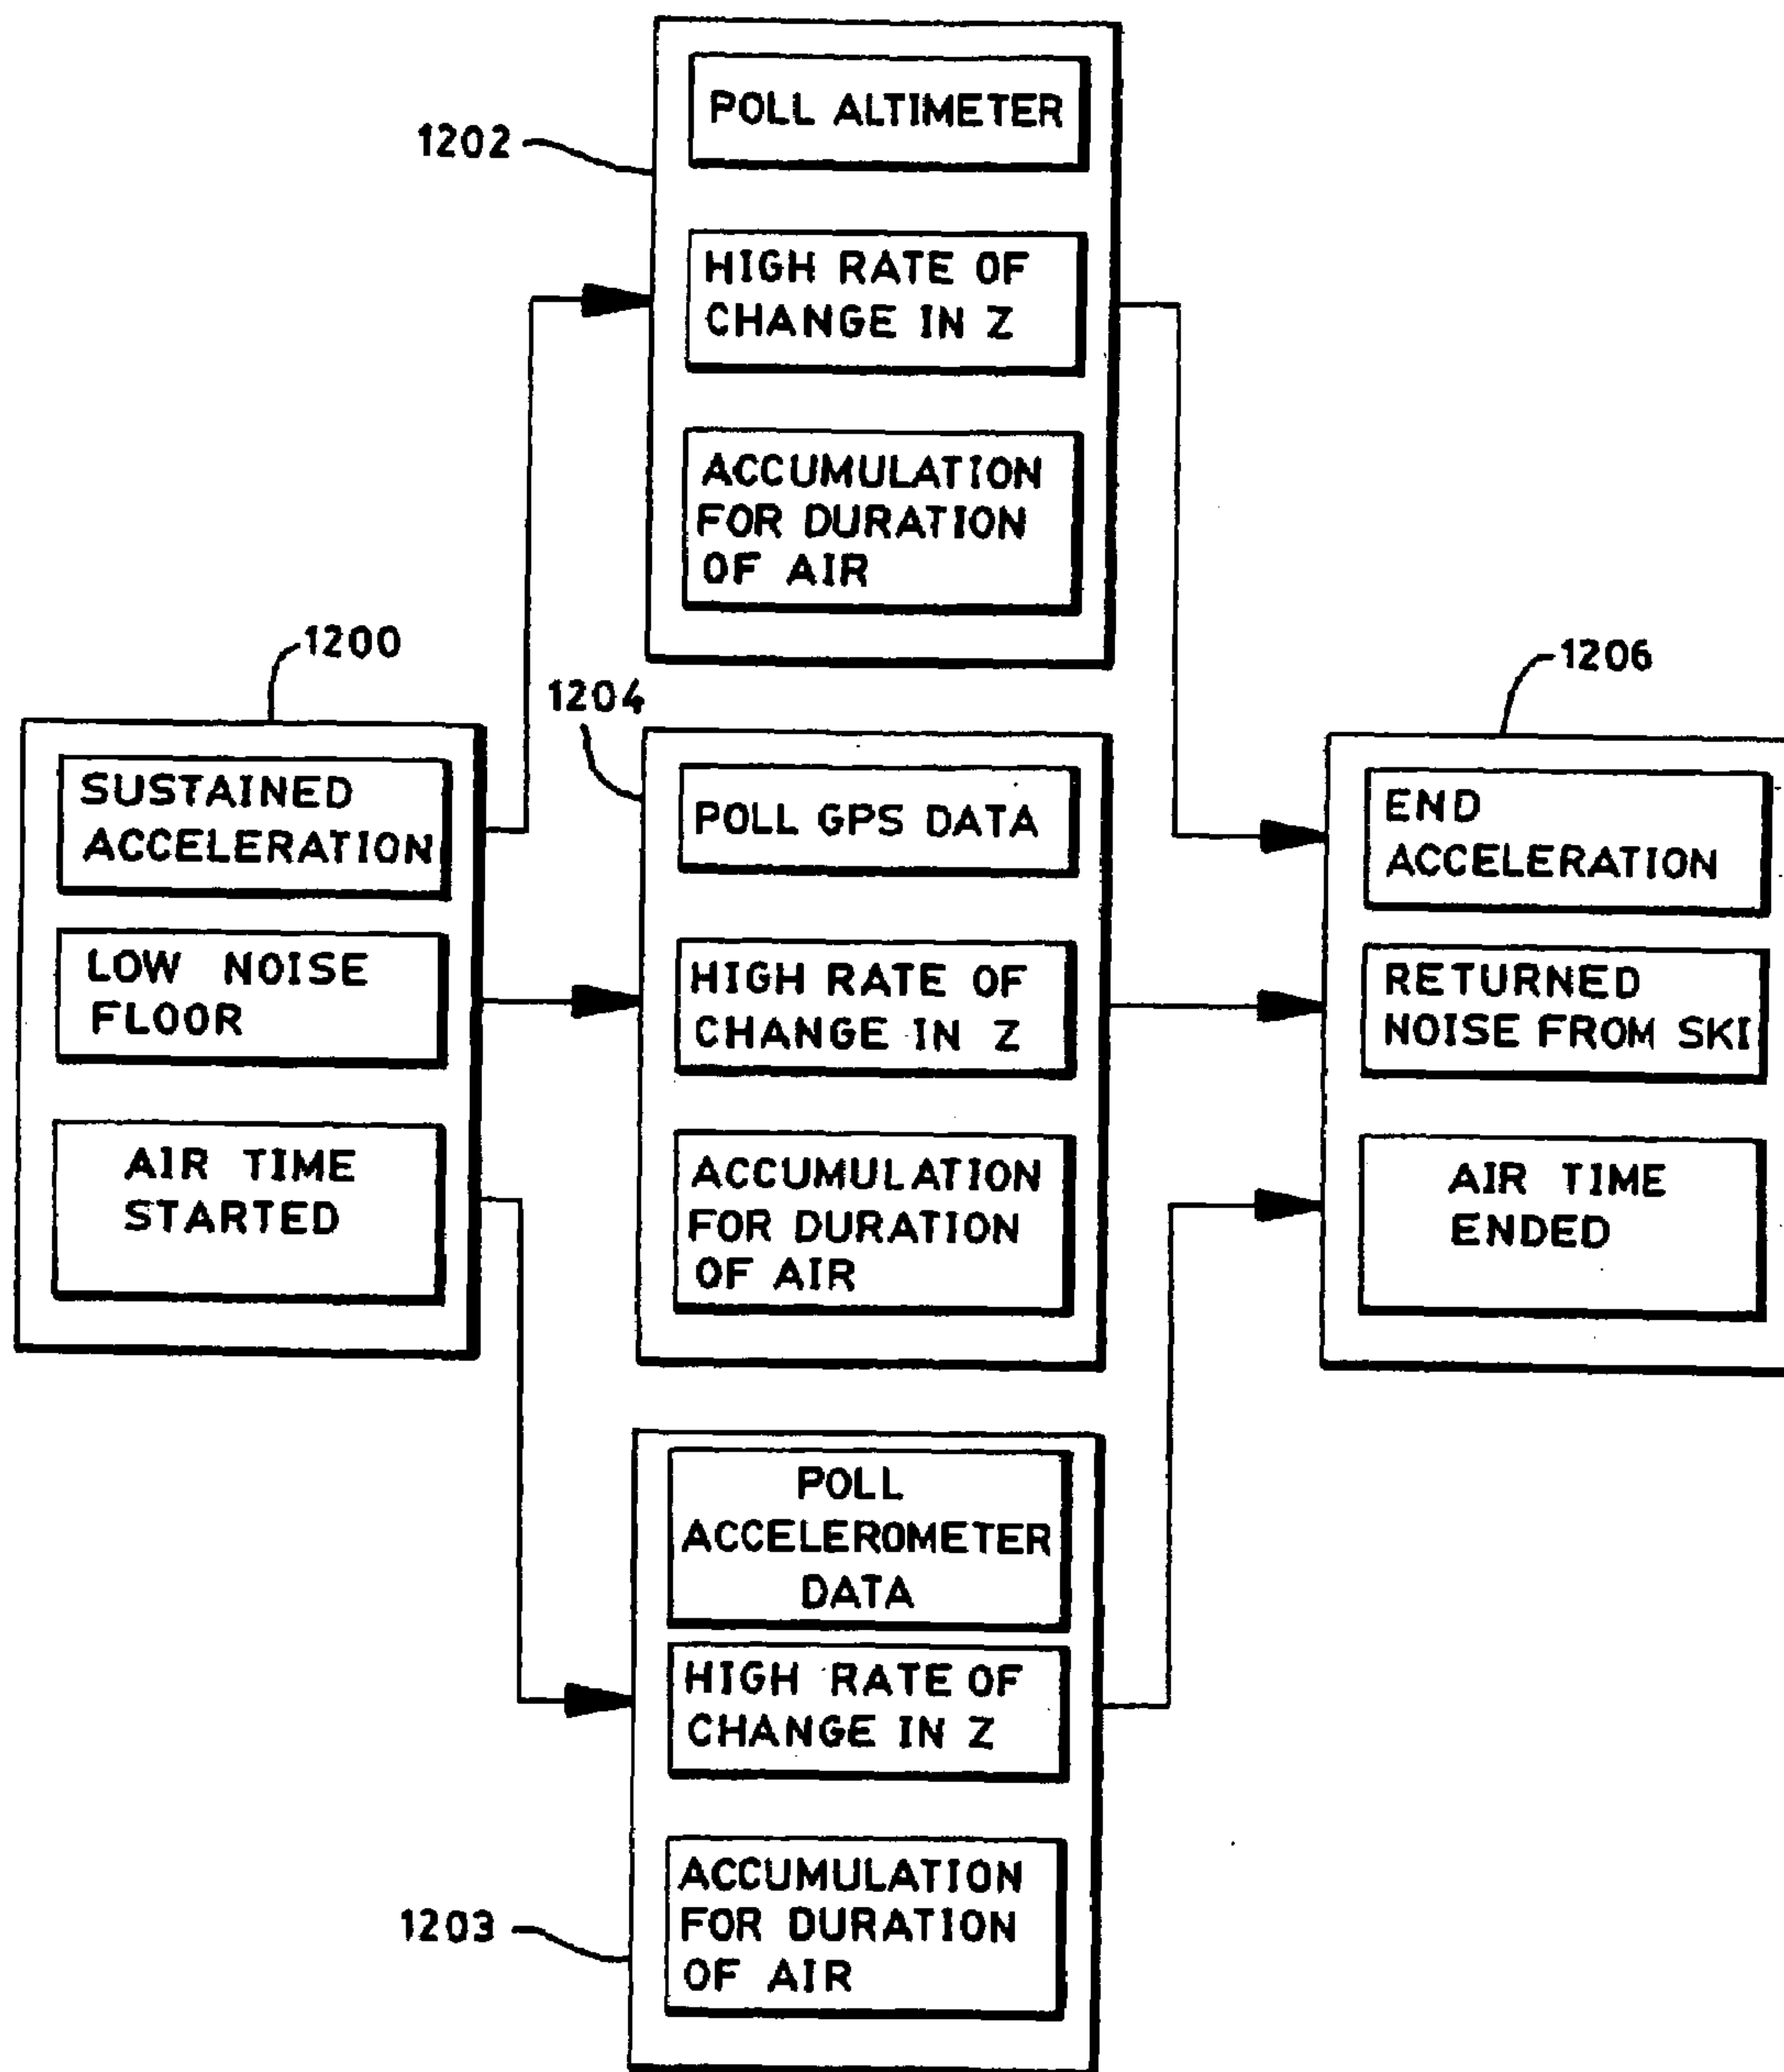 1202
POLL ALTIMETER
HIGH RATE OF
CHANGE IN Z
ACCUMULATION
FOR DURATION
OF AIR
1200
SUSTAINED
ACCELERATION
LOW NOISE
FLOOR
AIR TIME
STARTED
1204
POLL GPS DATA
HIGH RATE OF
CHANGE IN Z
ACCUMULATION
FOR DURATION
OF AIR
1206
END
ACCELERATION
RETURNED
NOISE FROM SKI
AIR TIME
ENDED
POLL
ACCELEROMETER
DATA
HIGH RATE OF
CHANGE IN Z
1203
ACCUMULATION
FOR DURATION
OF AIR